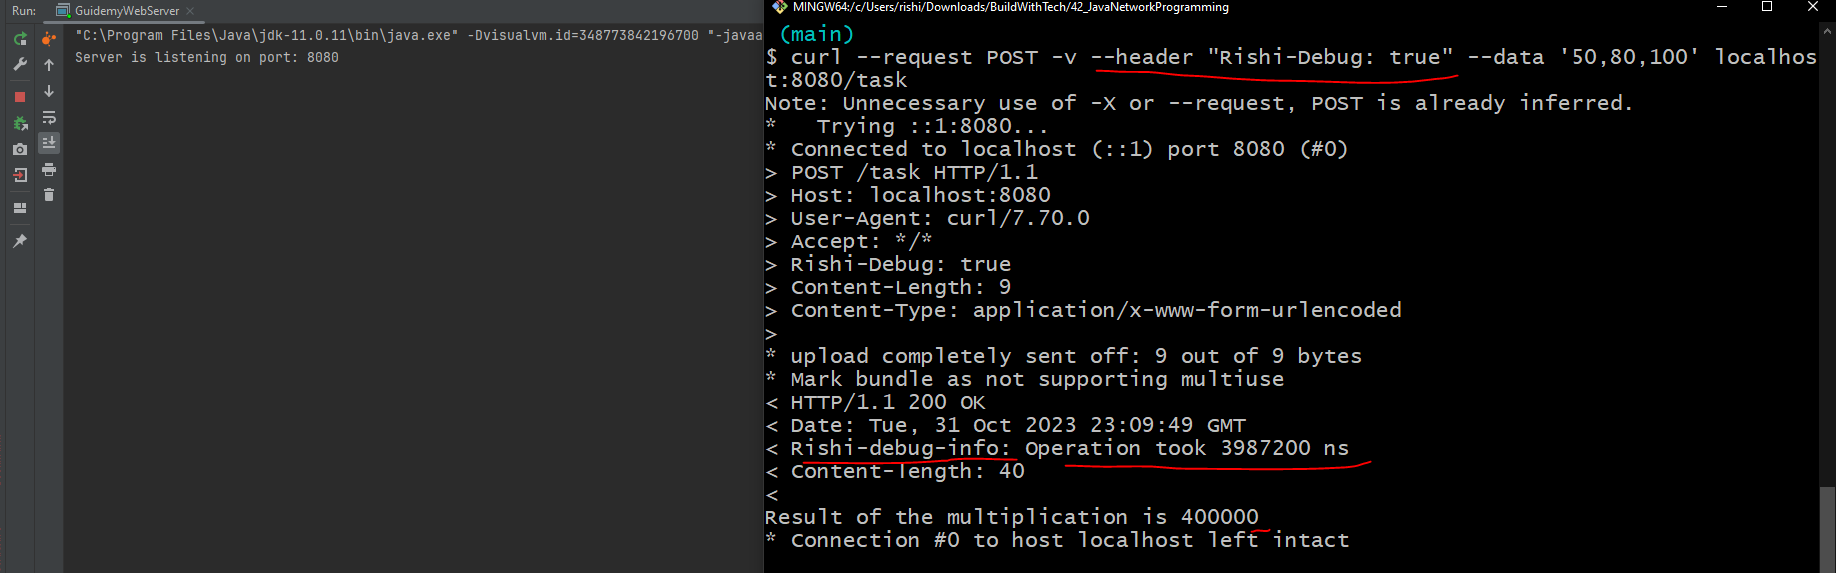 Run: GuidemyWebServer
"C:\Program Files\Java\jdk-11.0.11\bin\java.exe" -Dvisualvm.id=348773842196700 "-javaa
Server is listening on port: 8080
MINGW64:/c/Users/rishi/Downloads/BuildWithTech/42_JavaNetworkProgramming
(main)
$ curl --request POST -v --header "Rishi-Debug: true" --data '50,80,100' localhos
t:8080/task
Note: Unnecessary use of -X or --request, POST is already inferred.
*   Trying ::1:8080...
* Connected to localhost (::1) port 8080 (#0)
> POST /task HTTP/1.1
> Host: localhost:8080
> User-Agent: curl/7.70.0
> Accept: */*
> Rishi-Debug: true
> Content-Length: 9
> Content-Type: application/x-www-form-urlencoded
>
* upload completely sent off: 9 out of 9 bytes
* Mark bundle as not supporting multiuse
< HTTP/1.1 200 OK
< Date: Tue, 31 Oct 2023 23:09:49 GMT
< Rishi-debug-info: Operation took 3987200 ns
< Content-length: 40
<
Result of the multiplication is 400000
* Connection #0 to host localhost left intact